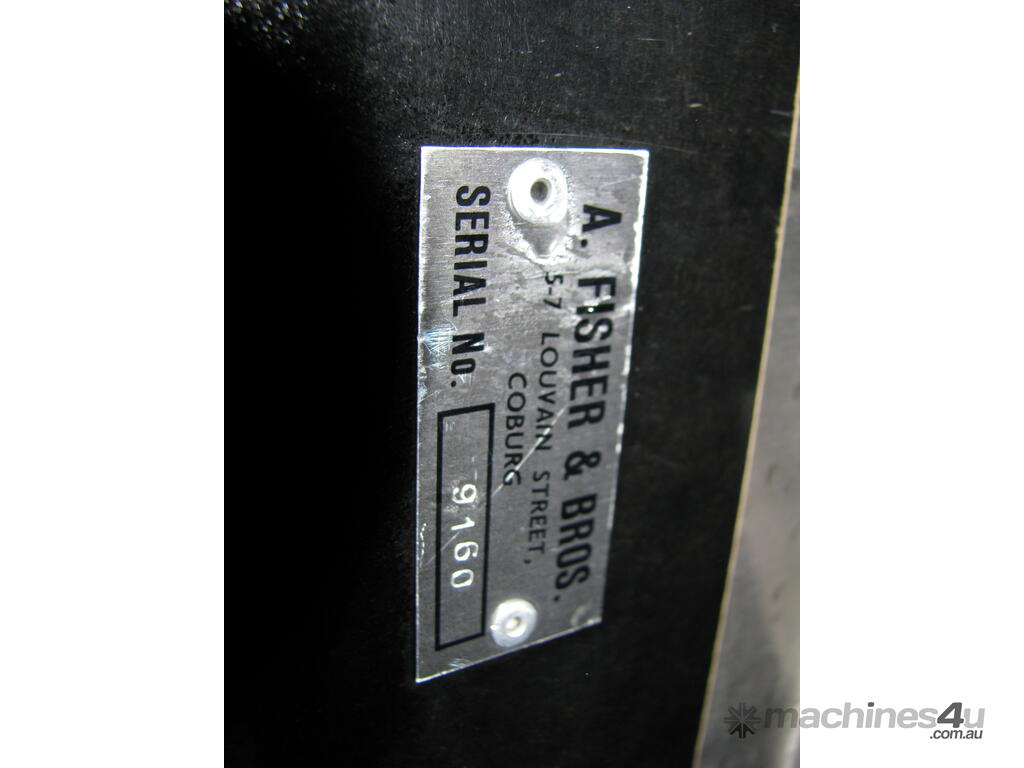 A. FISHER & BROS.
5-7 LOUVAIN STREET,
COBURG
SERIAL No. 9160
machines4u
.com.au